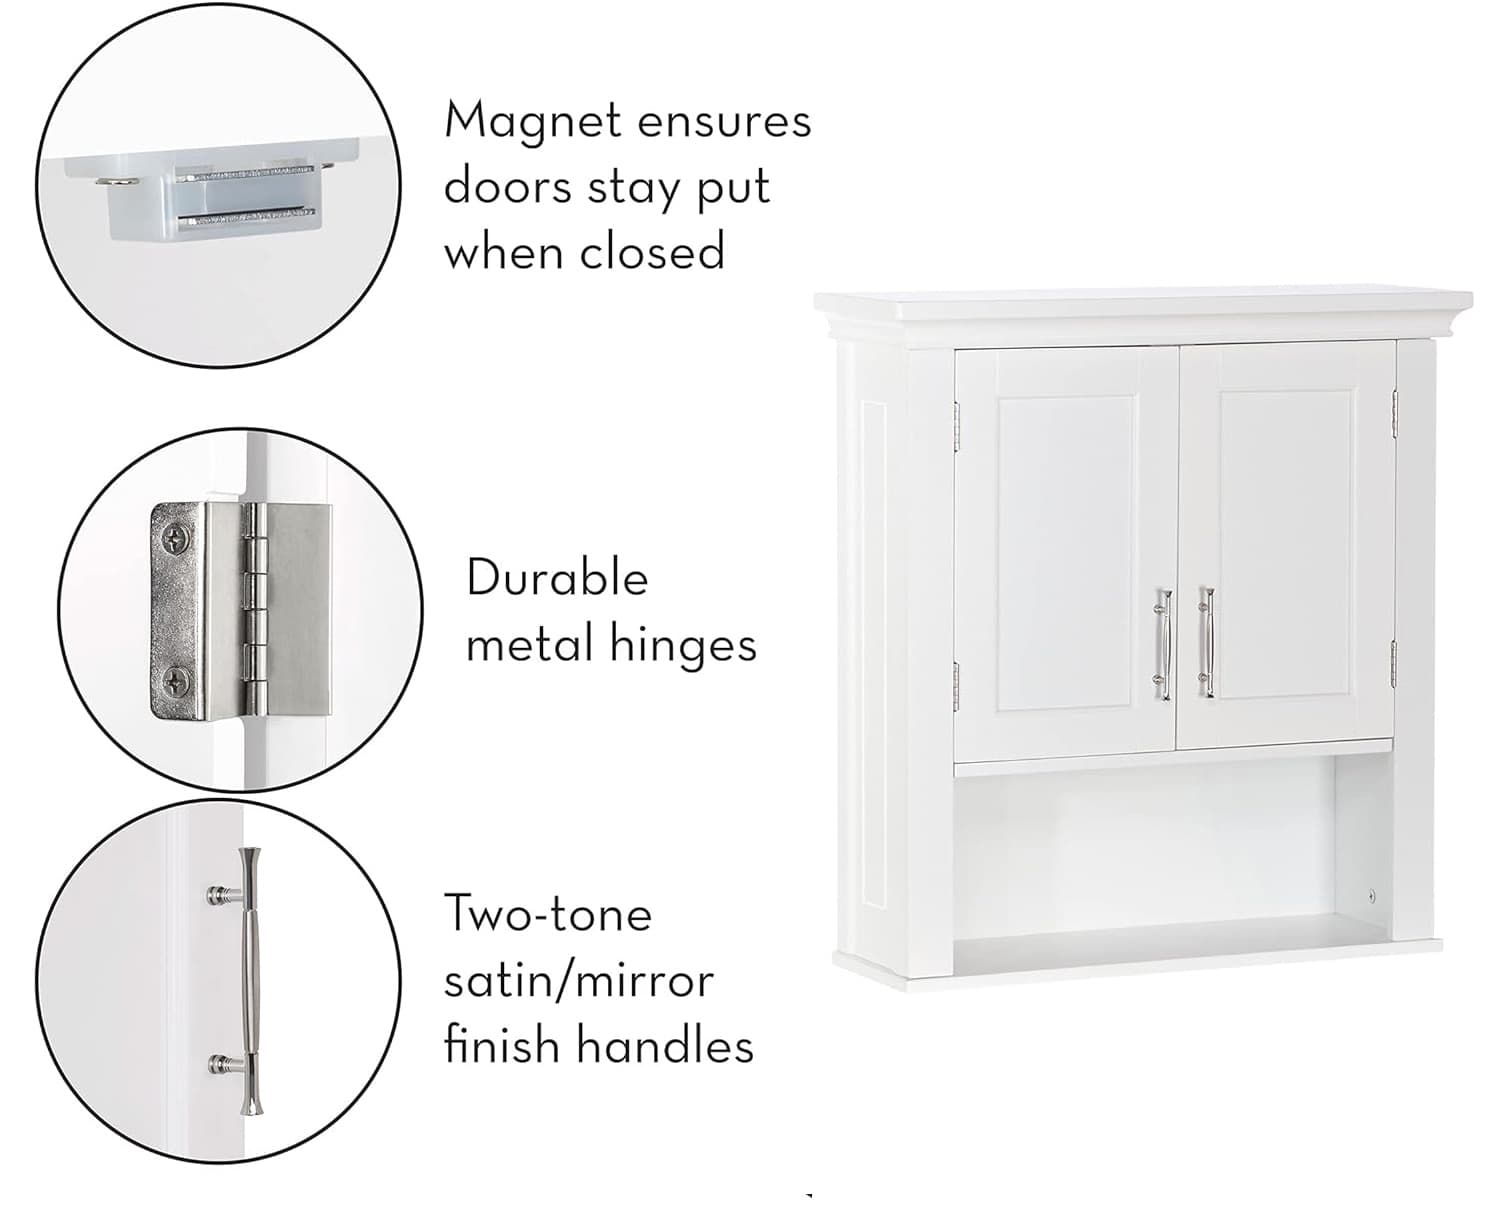 Magnet ensures
doors stay put
when closed
Durable
metal hinges
Two-tone
satin/mirror
finish handles